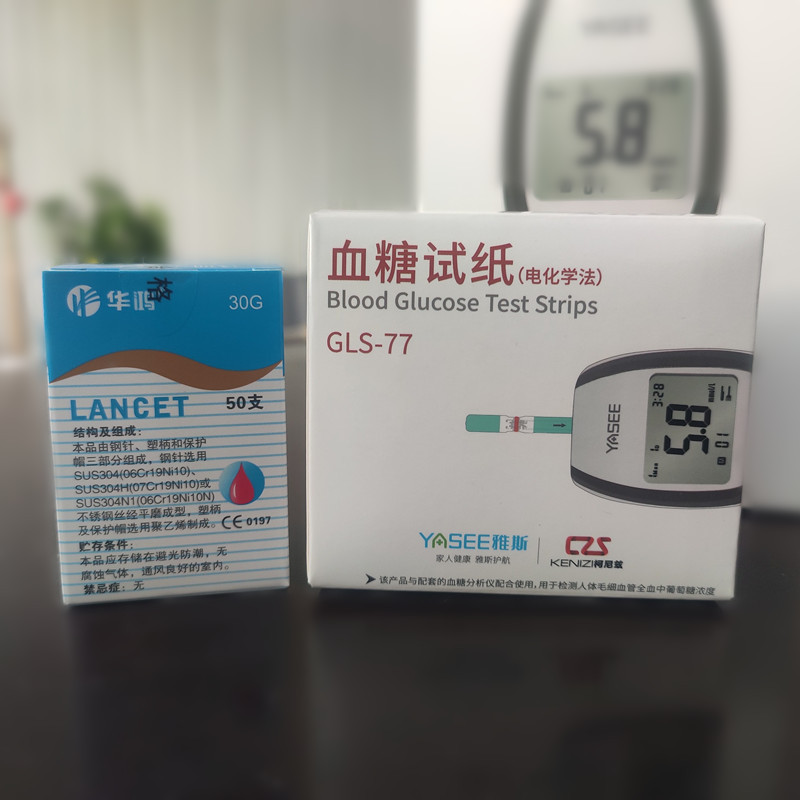 YASEE
5.8
华鸿
格
30G
LANCET
50支
结构及组成:
本品由钢针、塑柄和保护
帽三部分组成,钢针选用
SUS304(06Cr19Ni10)、
SUS304H(07Cr19Ni10)或
SUS304N1(06Cr19Ni10N)
不锈钢丝经平磨成型,塑柄
及保护帽选用聚乙烯制成。
CE 0197
贮存条件:
本品应存储在避光防潮,无
腐蚀气体,通风良好的室内。
禁忌症:无
血糖试纸(电化学法)
Blood Glucose Test Strips
GLS-77
YASEE
3:28
5.8
mmol/L
01
YASEE雅斯
家人健康 雅斯护航
CZS
KENIZI柯尼兹
➤ 该产品与配套的血糖分析仪配合使用,用于检测人体毛细血管全血中葡萄糖浓度